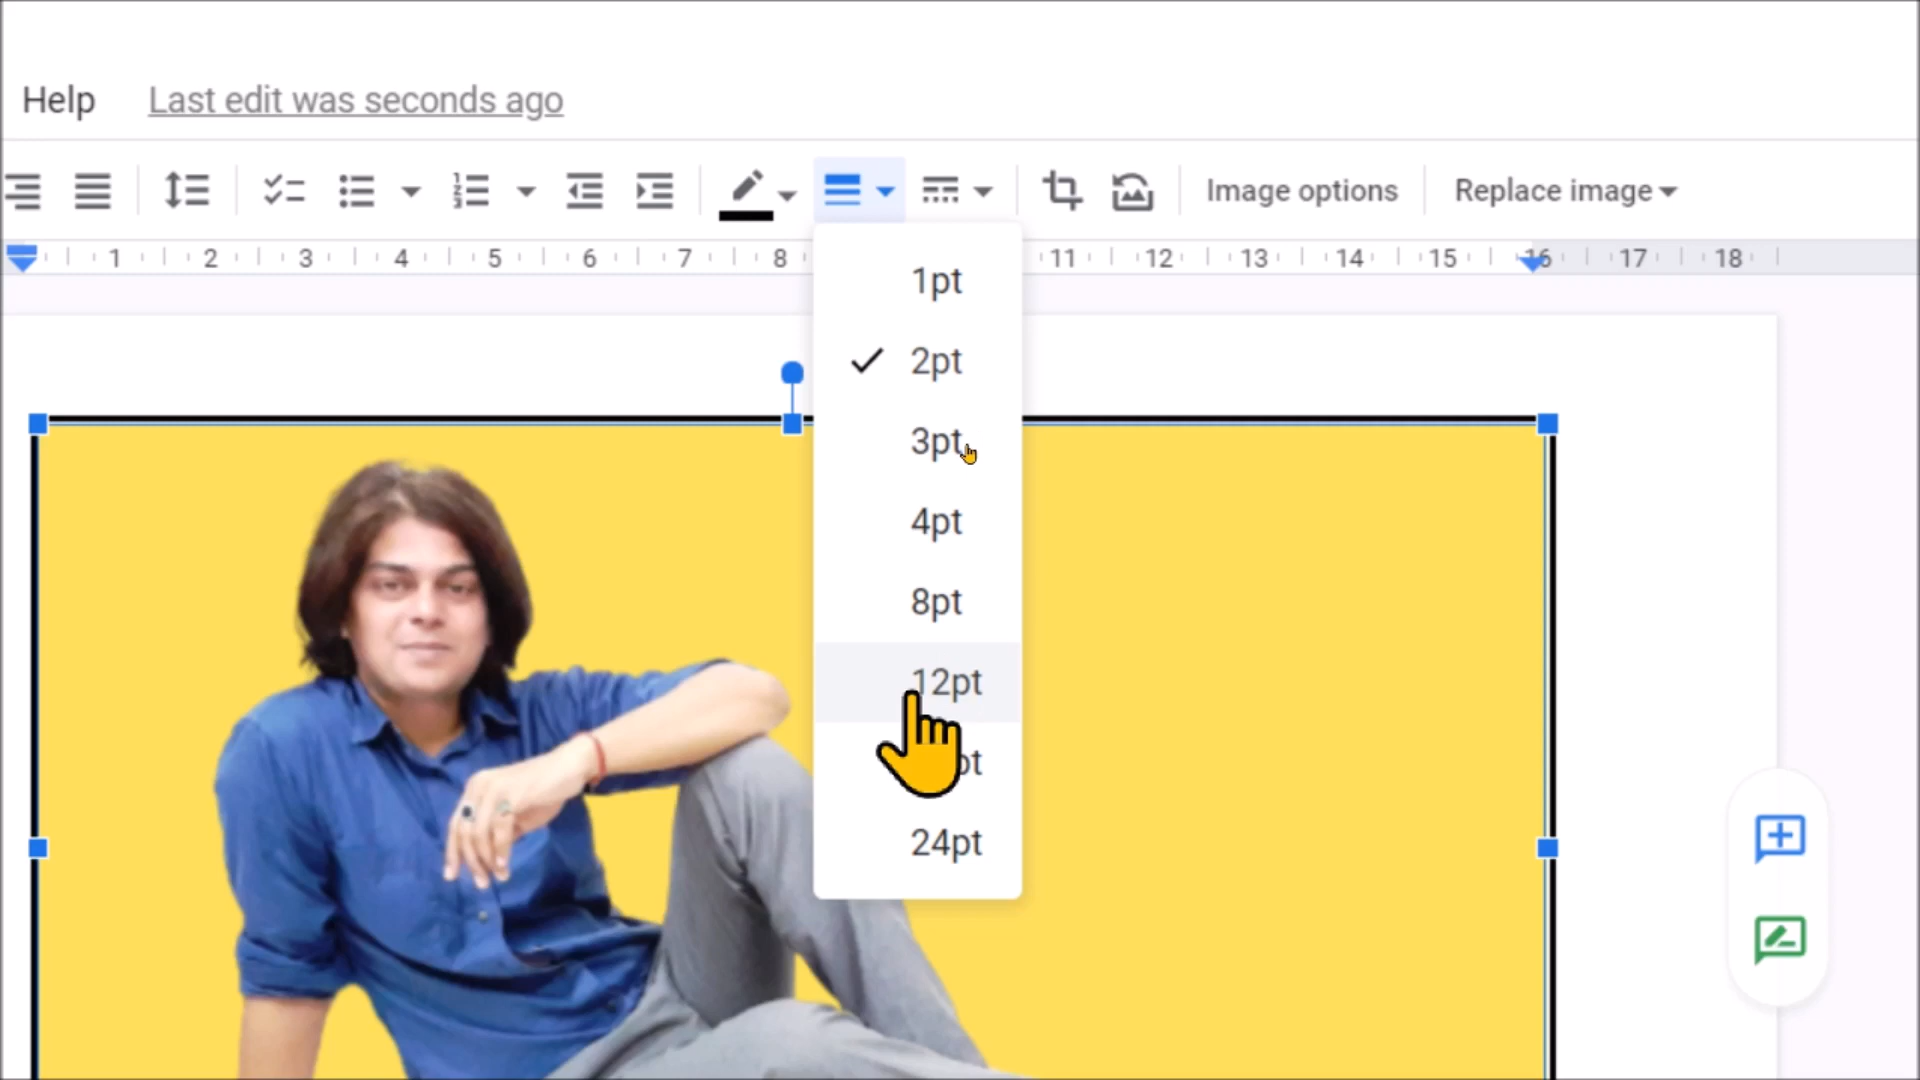 Help Last edit was seconds ago
Image options Replace image
1 2 3 4 5 6 7 8 11 12 13 14 15 16 17 18
1pt
2pt
3pt
4pt
8pt
12pt
24pt